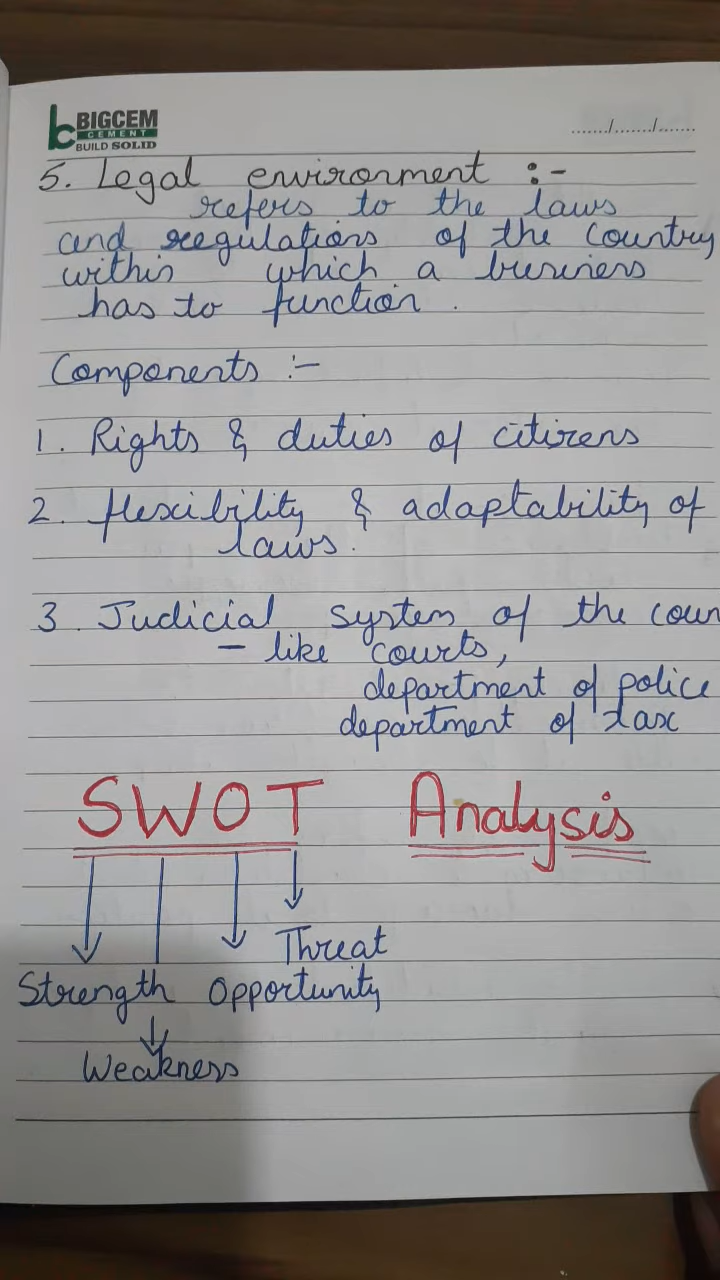 BIGCEM
CEMENT
BUILD SOLID
......./......./.......
5. Legal environment :-
refers to the laws
and regulations of the country
within which a business
has to function.
Components :-
1. Rights & duties of citizens
2. flexibility & adaptability of
laws.
3. Judicial system of the coun
- like courts,
department of police
department of tax
SWOT Analysis
Threat
Strength Opportunity
Weakness